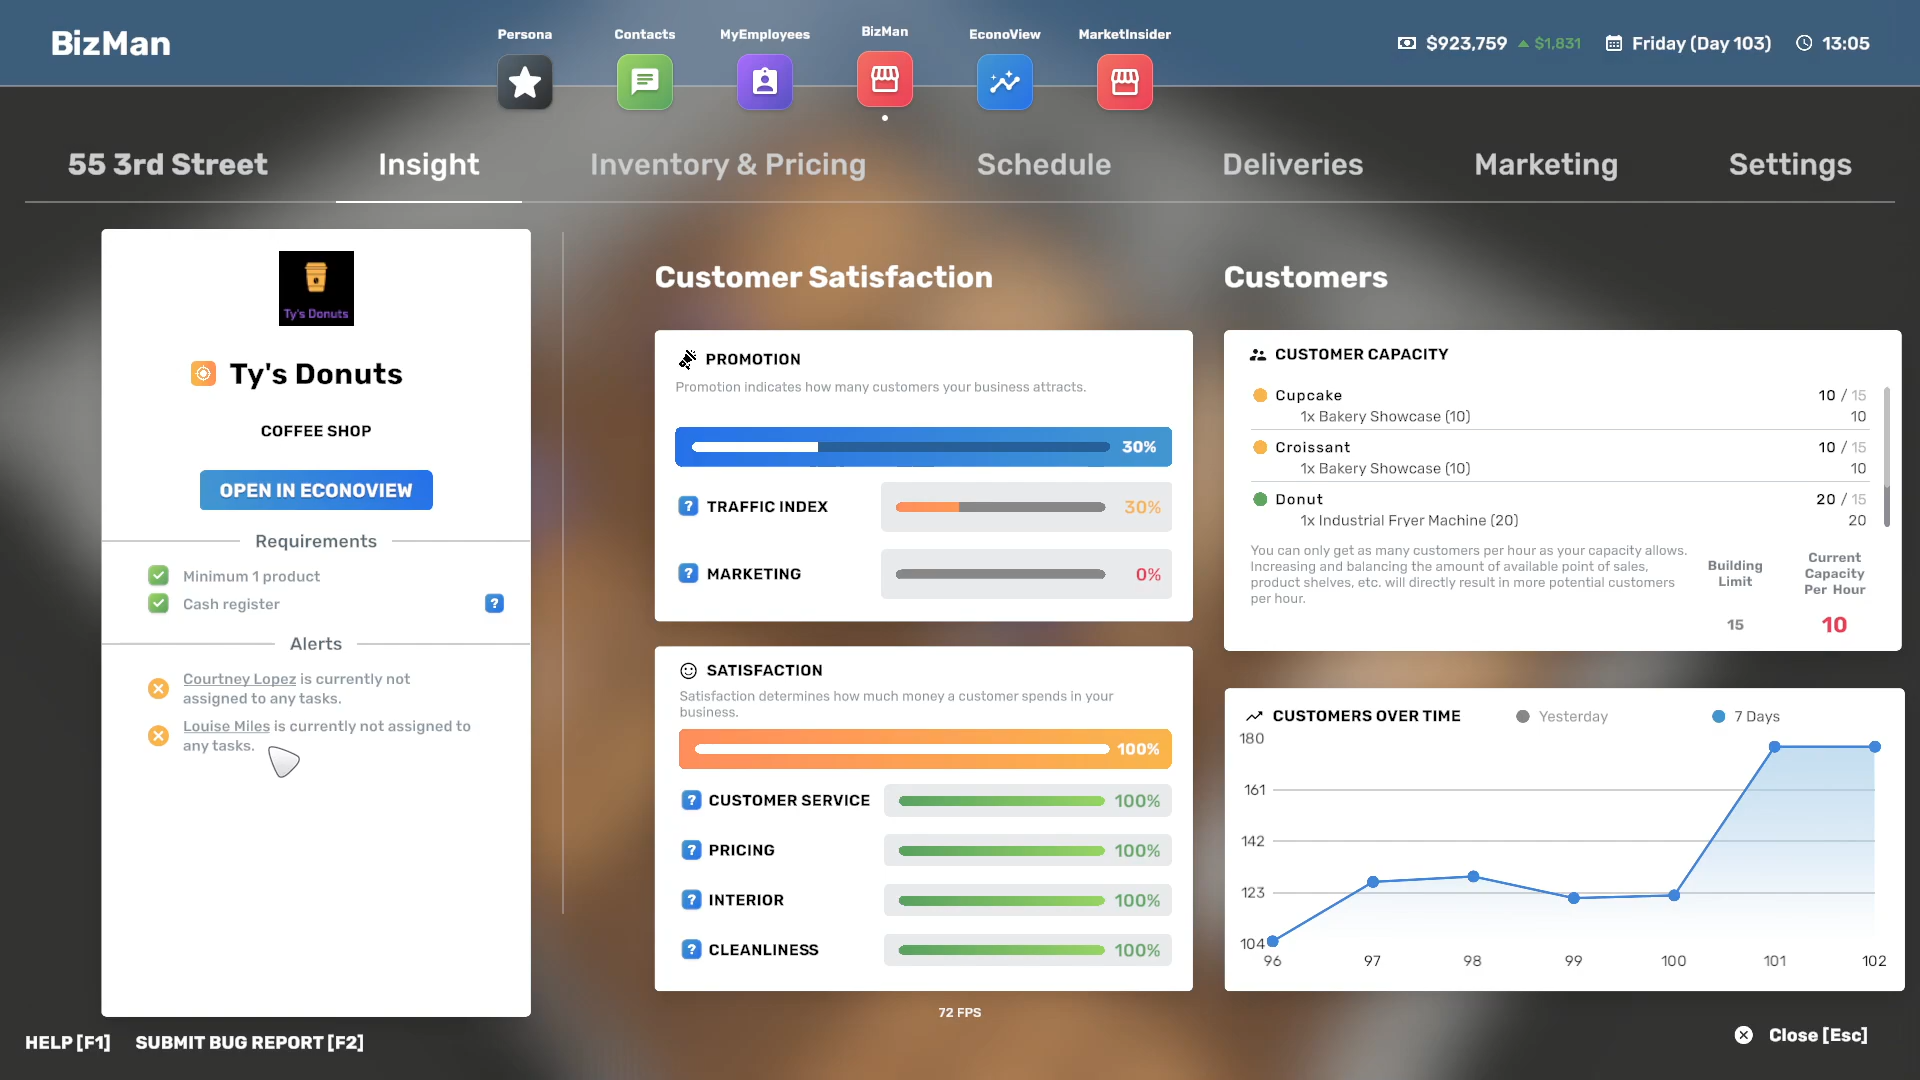 BizMan
Persona
Contacts
MyEmployees
BizMan
EconoView
MarketInsider
$923,759
$1,831
Friday (Day 103)
13:05
55 3rd Street
Insight
Inventory & Pricing
Schedule
Deliveries
Marketing
Settings
Ty's Donuts
Ty's Donuts
COFFEE SHOP
OPEN IN ECONOVIEW
Requirements
Minimum 1 product
Cash register
?
Alerts
Courtney Lopez is currently not
assigned to any tasks.
Louise Miles is currently not assigned to
any tasks.
Customer Satisfaction
PROMOTION
Promotion indicates how many customers your business attracts.
30%
? TRAFFIC INDEX 30%
? MARKETING 0%
SATISFACTION
Satisfaction determines how much money a customer spends in your
business.
100%
? CUSTOMER SERVICE 100%
? PRICING 100%
? INTERIOR 100%
? CLEANLINESS 100%
Customers
CUSTOMER CAPACITY
Cupcake 10 / 15
1x Bakery Showcase (10) 10
Croissant 10 / 15
1x Bakery Showcase (10) 10
Donut 20 / 15
1x Industrial Fryer Machine (20) 20
You can only get as many customers per hour as your capacity allows.
Increasing and balancing the amount of available point of sales,
product shelves, etc. will directly result in more potential customers
per hour.
Building
Limit
15
Current
Capacity
Per Hour
10
CUSTOMERS OVER TIME
Yesterday
7 Days
180
161
142
123
104
96 97 98 99 100 101 102
72 FPS
HELP [F1]
SUBMIT BUG REPORT [F2]
Close [Esc]